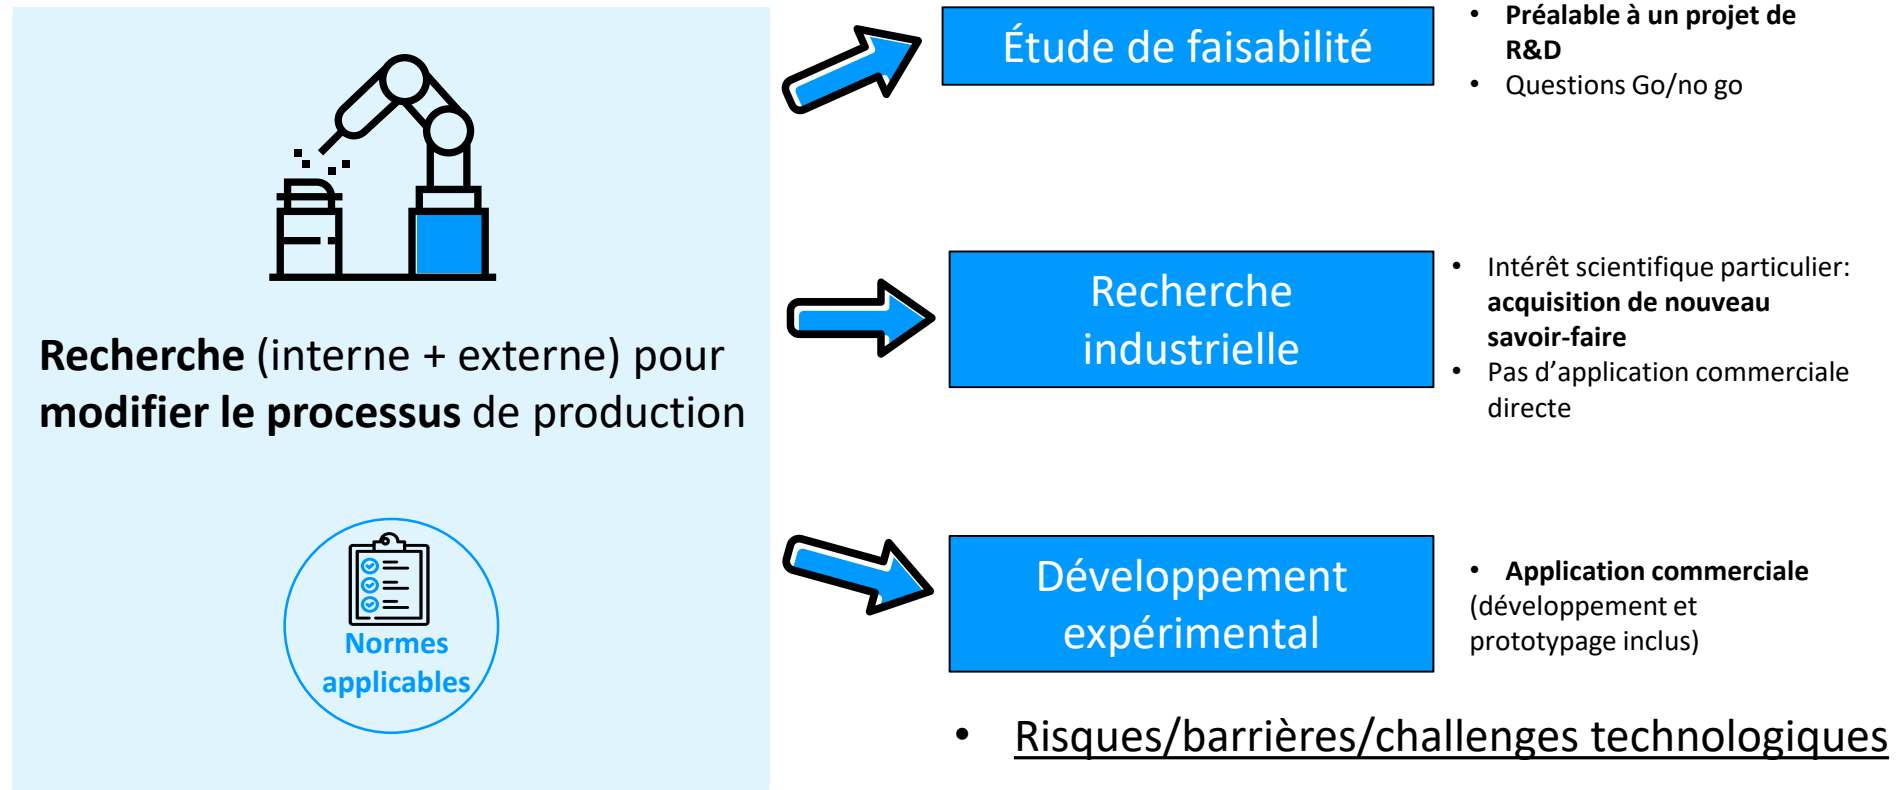 Recherche (interne + externe) pour
modifier le processus de production
Normes
applicables
Étude de faisabilité
• Préalable à un projet de
R&D
• Questions Go/no go
Recherche
industrielle
• Intérêt scientifique particulier:
acquisition de nouveau
savoir-faire
• Pas d’application commerciale
directe
Développement
expérimental
• Application commerciale
(développement et
prototypage inclus)
• Risques/barrières/challenges technologiques